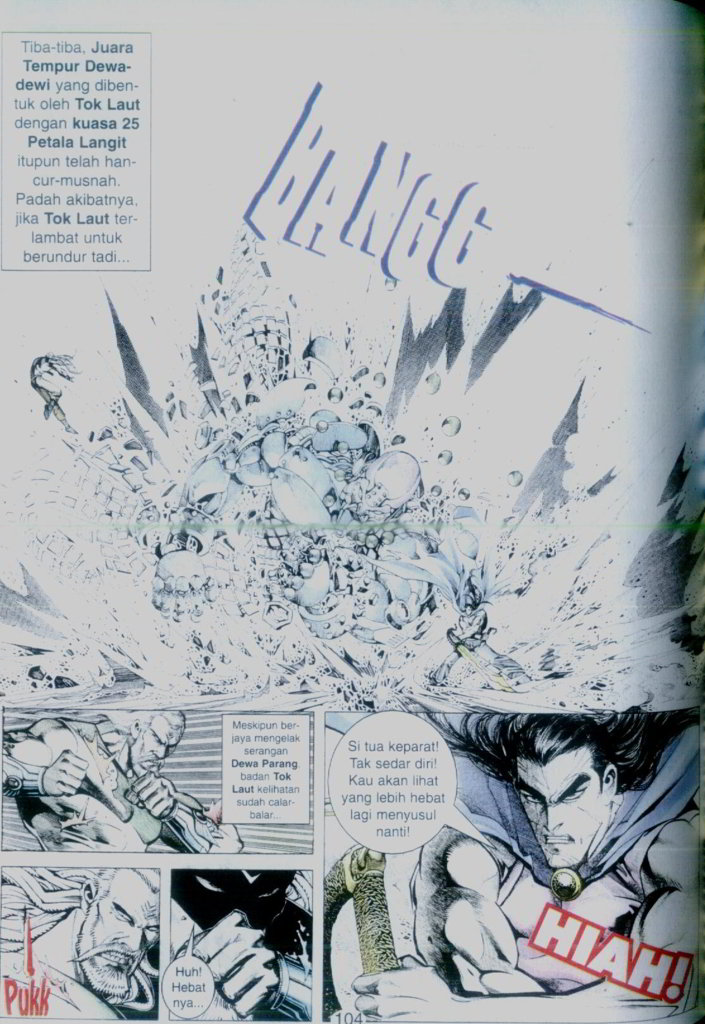 Tiba-tiba, Juara
Tempur Dewa-
dewi yang diben-
tuk oleh Tok Laut
dengan kuasa 25
Petala Langit
itupun telah han-
cur-musnah.
Padah akibatnya,
jika Tok Laut ter-
lambat untuk
berundur tadi...
BANGG
Meskipun ber-
jaya mengelak
serangan
Dewa Parang,
badan Tok
Laut kelihatan
sudah calar-
balar...
Si tua keparat!
Tak sedar diri!
Kau akan lihat
yang lebih hebat
lagi menyusul
nanti!
Pukk
Huh!
Hebat
nya...
HIAH!
104